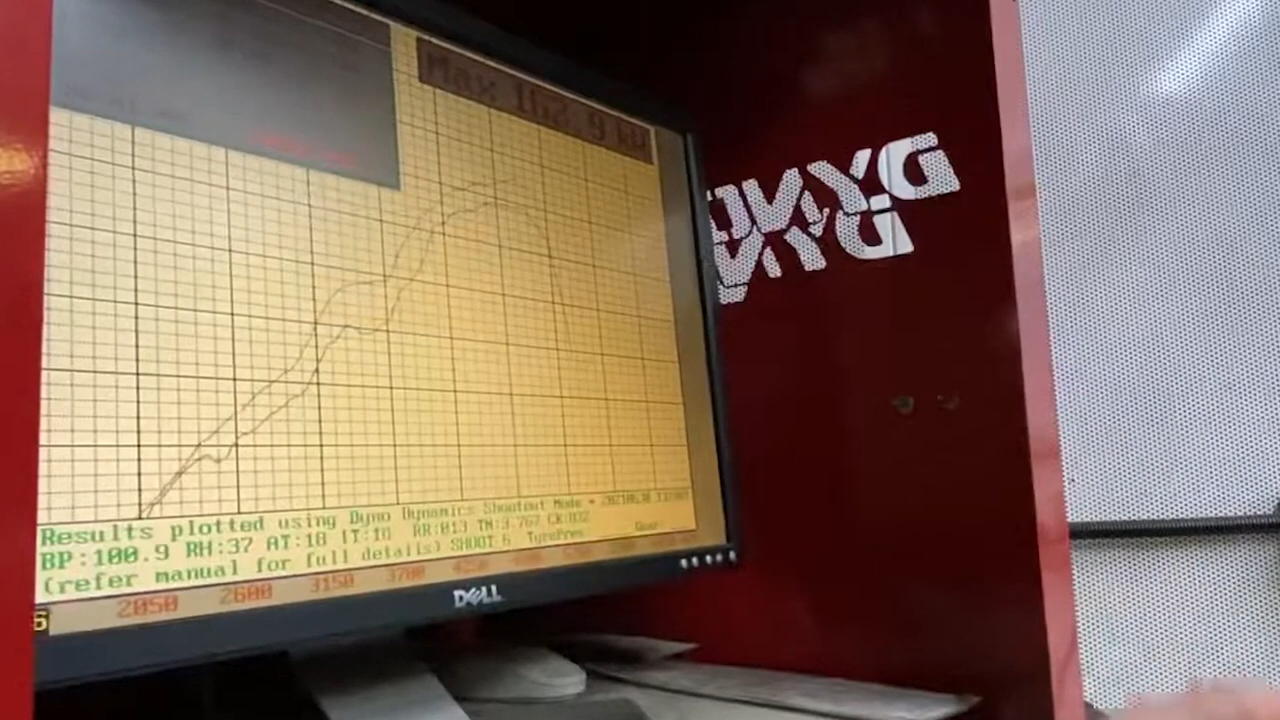 Max 162.9 kW
Results plotted using Dyno Dynamics Shootout Mode
BP:100.9 RH:37 AT:18 IT:18 RR:013 TN:3.767
(refer manual for full details) SHOOT 6 TyrePres
6 2050 2600 3150 3700 4250
DELL